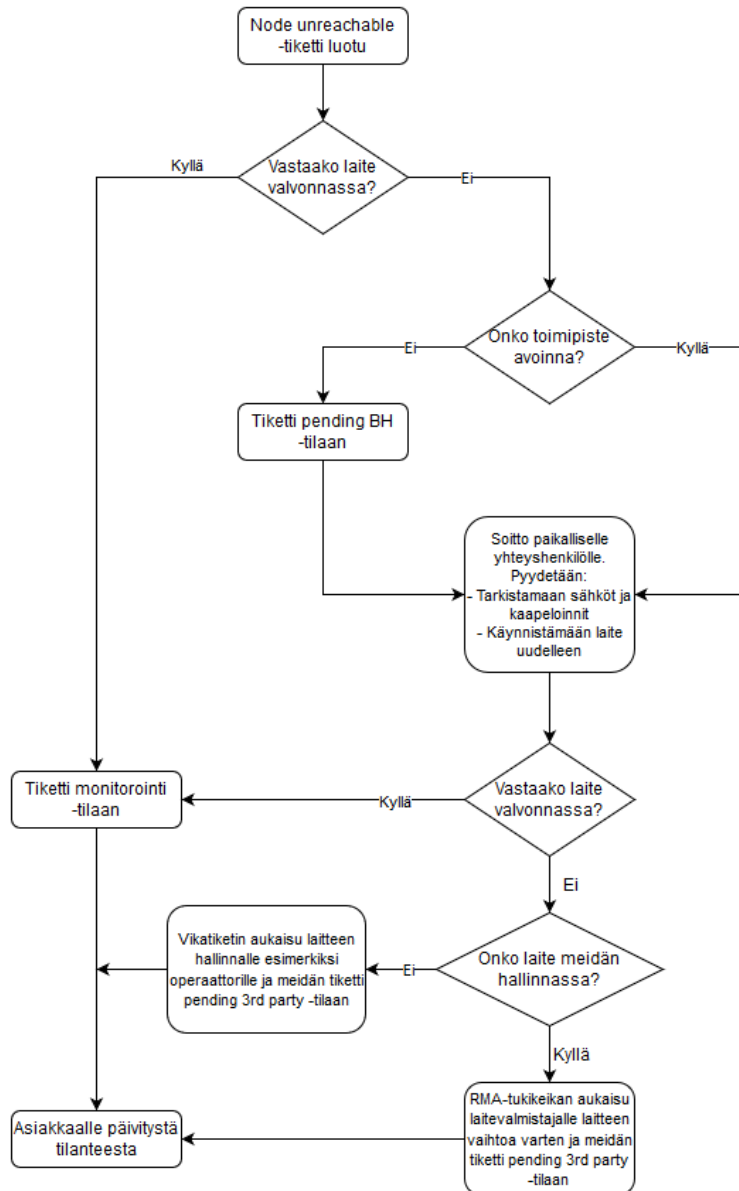 Node unreachable
-tiketti luotu
Vastaako laite
valvonnassa?
Kyllä
Ei
Onko toimipiste
avoinna?
Ei
Kyllä
Tiketti pending BH
-tilaan
Soitto paikalliselle
yhteyshenkilölle.
Pyydetään:
- Tarkistamaan sähköt ja
kaapeloinnit
- Käynnistämään laite
uudelleen
Vastaako laite
valvonnassa?
Kyllä
Ei
Tiketti monitorointi
-tilaan
Onko laite meidän
hallinnassa?
Ei
Kyllä
Vikatiketin aukaisu laitteen
hallinnalle esimerkiksi
operaattorille ja meidän tiketti
pending 3rd party -tilaan
RMA-tukikeikan aukaisu
laitevalmistajalle laitteen
vaihtoa varten ja meidän
tiketti pending 3rd party
-tilaan
Asiakkaalle päivitystä
tilanteesta